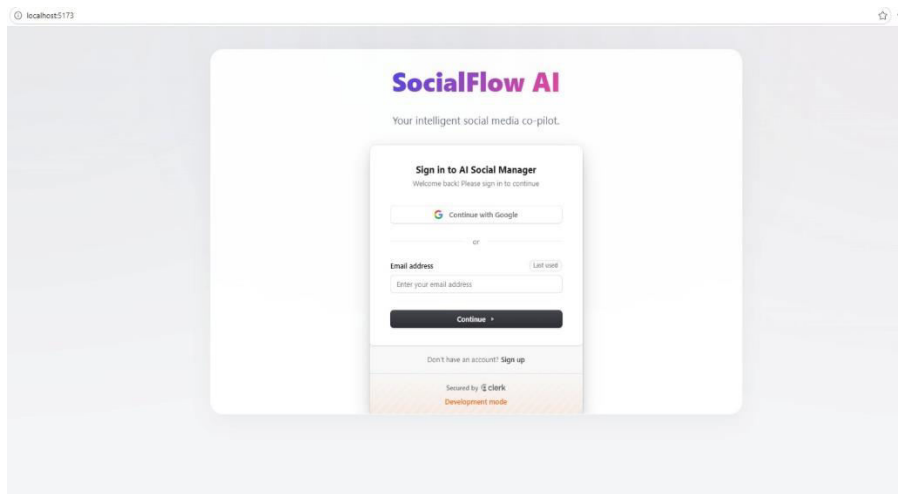 localhost:5173
SocialFlow AI
Your intelligent social media co-pilot.
Sign in to AI Social Manager
Welcome back! Please sign in to continue
Continue with Google
or
Email address Last used
Enter your email address
Continue
Don't have an account? Sign up
Secured by clerk
Development mode